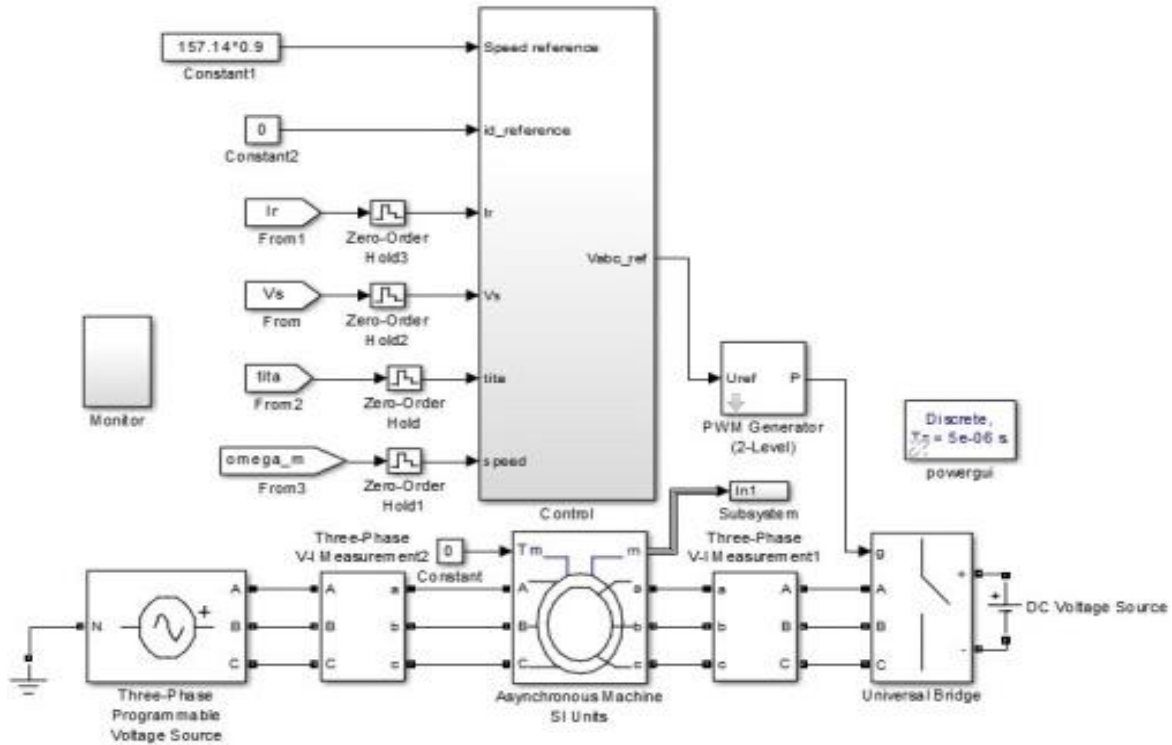 157.14*0.9
Constant1
Speed reference
0
Constant2
id_reference
Ir
From1
Zero-Order
Hold3
Ir
Vabc_ref
Vs
From
Zero-Order
Hold2
Vs
tita
From2
Zero-Order
Hold
tita
Monitor
Uref
P
PWM Generator
(2-Level)
Discrete,
Ts = 5e-06 s.
powergui
omega_m
From3
Zero-Order
Hold1
speed
Control
In1
Subsystem
Three-Phase
V-I Measurement2
0
Constant
Tm
m
Three-Phase
V-I Measurement1
g
N
A
B
C
A
B
C
a
b
c
A
B
C
a
b
c
a
b
c
A
B
C
A
B
C
+
-
+
+
DC Voltage Source
Three-Phase
Programmable
Voltage Source
Asynchronous Machine
SI Units
Universal Bridge